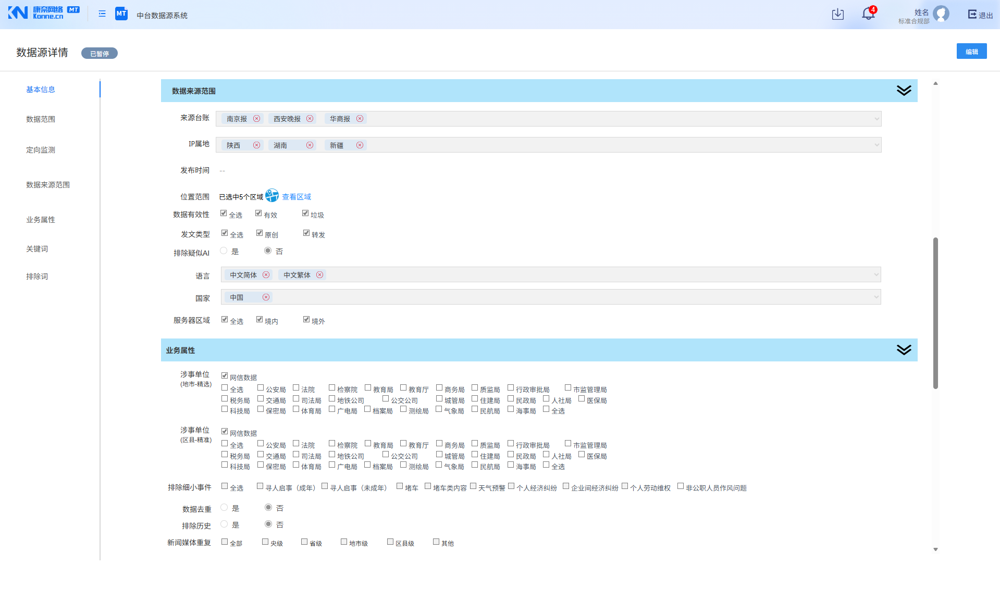 康奈网络 MT
Konne.cn
MT
中台数据源系统
4
姓名
标准合规部
退出
数据源详情
已暂停
编辑
基本信息
数据范围
定向监测
数据来源范围
业务属性
关键词
排除词
数据来源范围
来源台账 南京报 西安晚报 华商报
IP属地 陕西 湖南 新疆
发布时间 --
位置范围 已选中5个区域 查看区域
数据有效性 全选 有效 垃圾
发文类型 全选 原创 转发
排除疑似AI 是 否
语言 中文简体 中文繁体
国家 中国
服务器区域 全选 境内 境外
业务属性
涉事单位 网信数据
(地市-精选)
全选 公安局 法院 检察院 教育局 教育厅 商务局 质监局 行政审批局 市监管理局
税务局 交通局 司法局 地铁公司 公交公司 城管局 住建局 民政局 人社局 医保局
科技局 保密局 体育局 广电局 档案局 测绘局 气象局 民航局 海事局 全选
涉事单位 网信数据
(区县-精准)
全选 公安局 法院 检察院 教育局 教育厅 商务局 质监局 行政审批局 市监管理局
税务局 交通局 司法局 地铁公司 公交公司 城管局 住建局 民政局 人社局 医保局
科技局 保密局 体育局 广电局 档案局 测绘局 气象局 民航局 海事局 全选
排除细小事件 全选 寻人启事（成年） 寻人启事（未成年） 堵车 堵车类内容 天气预警 个人经济纠纷 企业间经济纠纷 个人劳动维权 非公职人员作风问题
数据去重 是 否
排除历史 是 否
新闻媒体重复 全部 央级 省级 地市级 区县级 其他